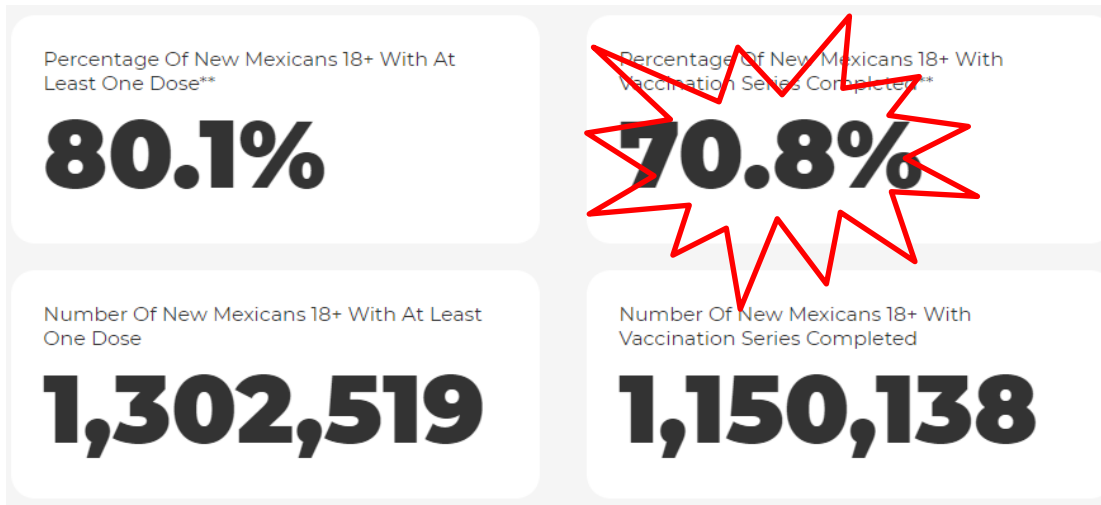 Percentage Of New Mexicans 18+ With At
Least One Dose**
80.1%
Percentage Of New Mexicans 18+ With
Vaccination Series Completed**
70.8%
Number Of New Mexicans 18+ With At Least
One Dose
1,302,519
Number Of New Mexicans 18+ With
Vaccination Series Completed
1,150,138